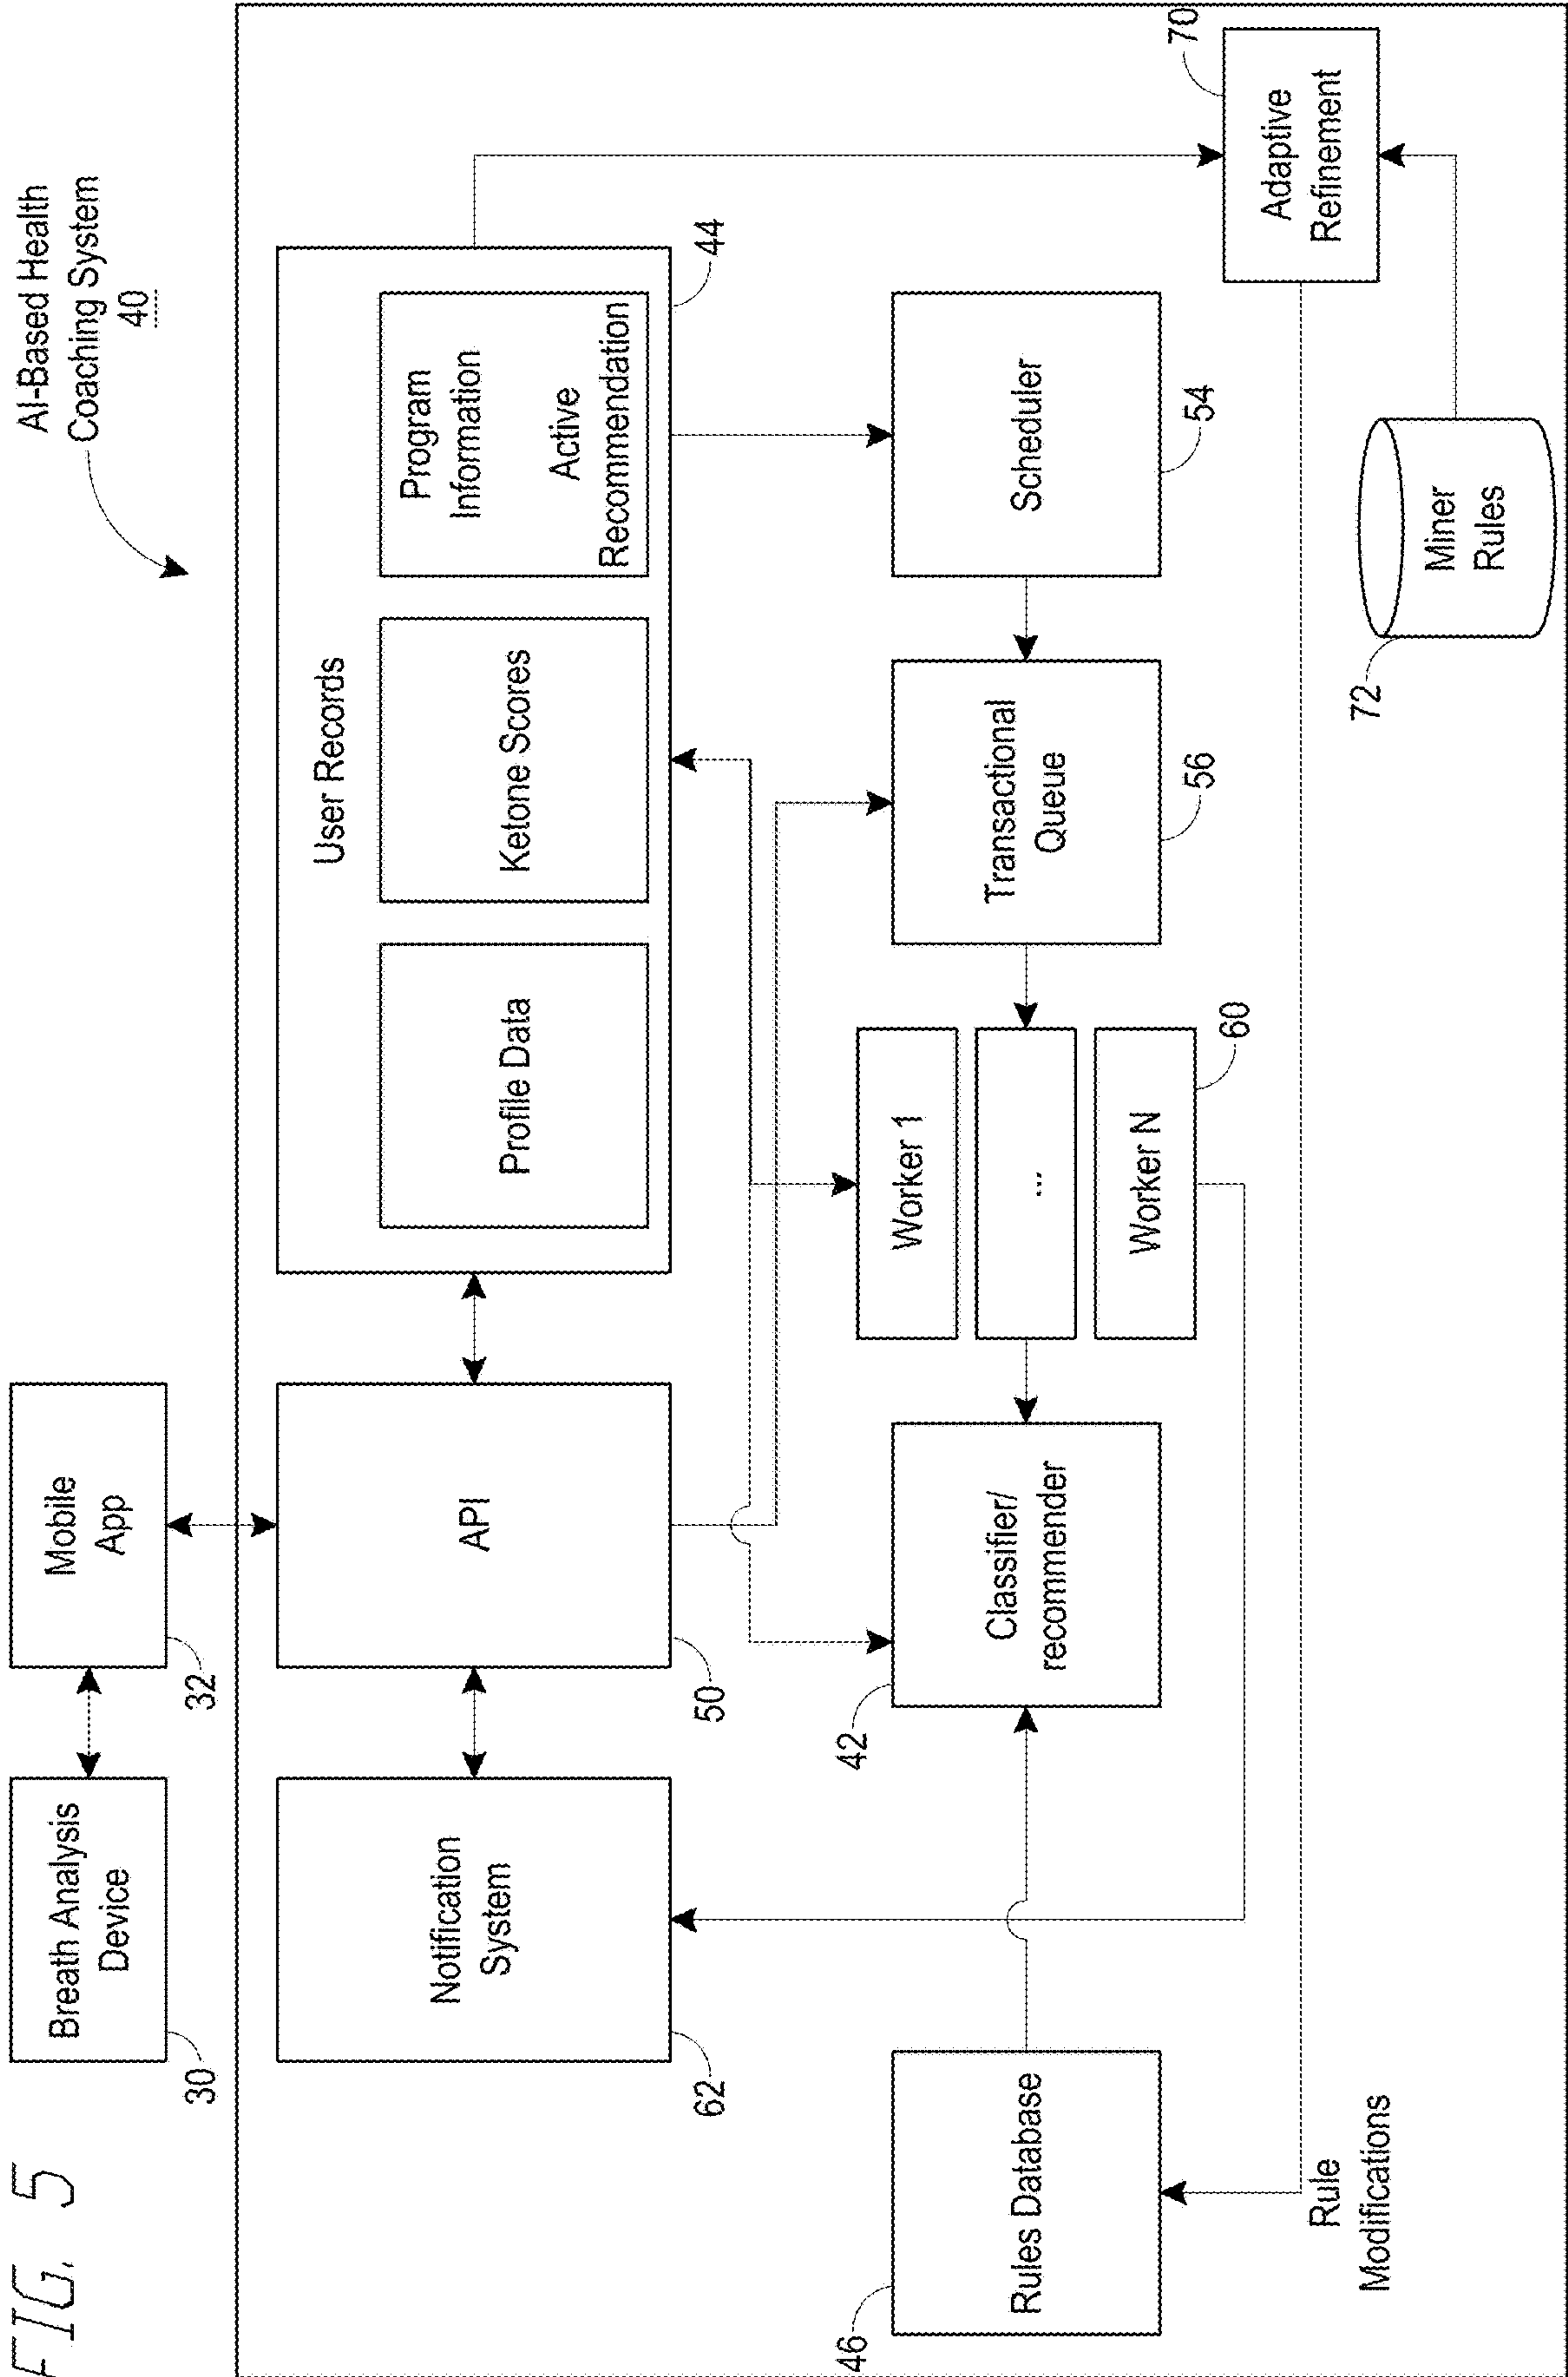 FIG. 5
AI-Based Health
Coaching System
40
Breath Analysis
Device
30
Mobile
App
32
Notification
System
62
API
50
User Records
Profile Data
Ketone Scores
Program
Information
Active
Recommendation
44
Rules Database
46
Classifier/
recommender
42
Worker 1
...
Worker N
60
Transactional
Queue
56
Scheduler
54
Adaptive
Refinement
70
Rule
Modifications
Miner
Rules
72